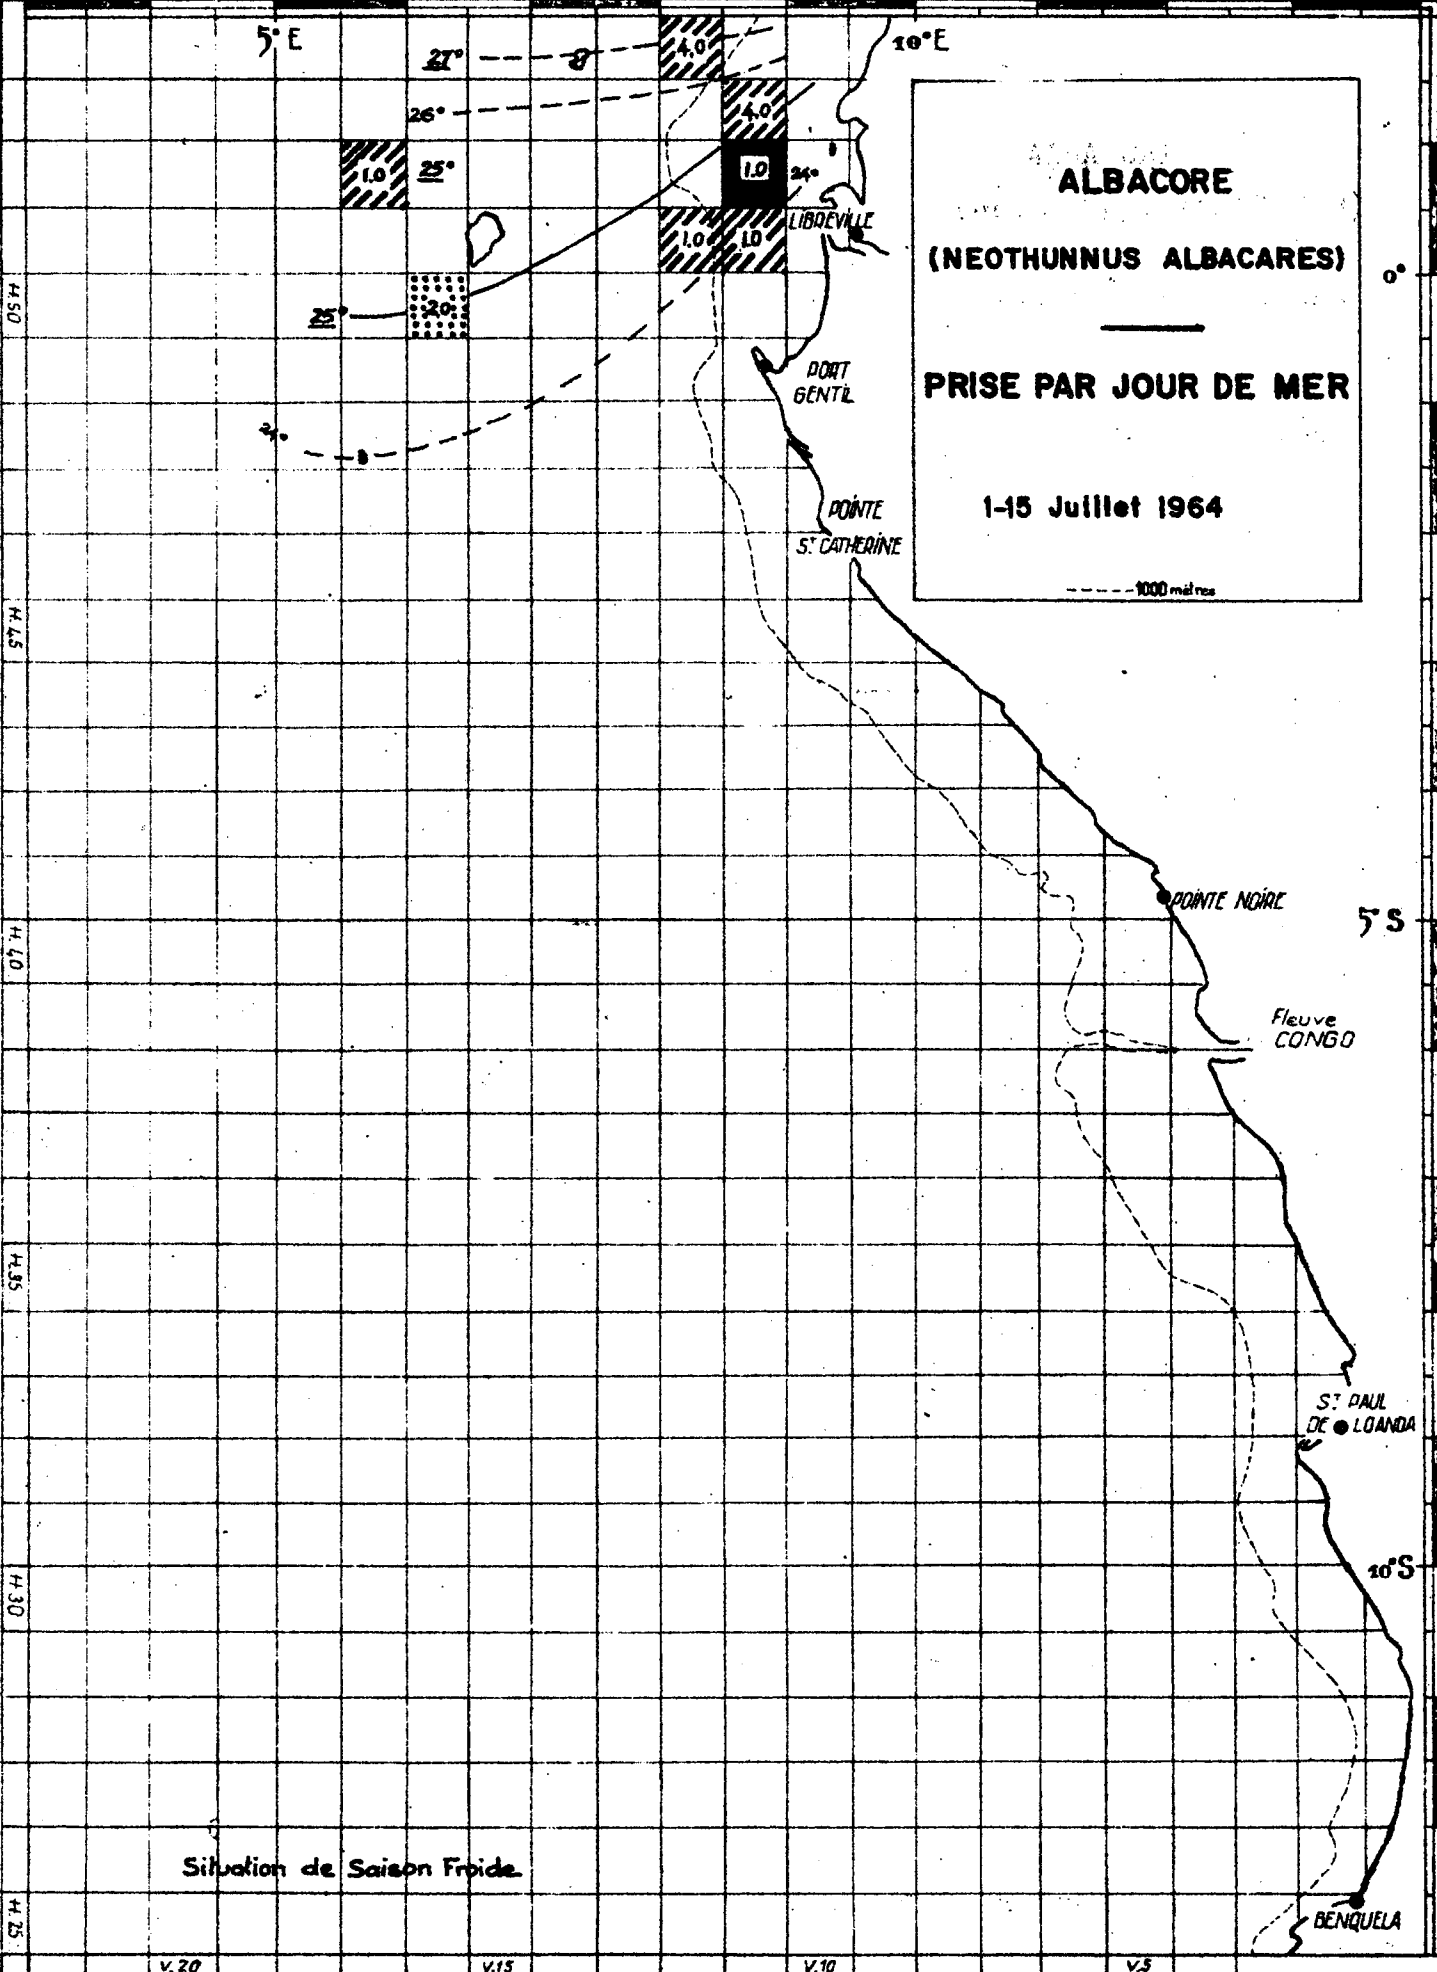 5° E
10° E
27°
4.0
26°
4.0
1.0
25°
1.0
24°
LIBREVILLE
1.0
1.0
25°
2.0
ALBACORE
(NEOTHUNNUS ALBACARES)
PRISE PAR JOUR DE MER
1-15 Juillet 1964
1000 mètres
0°
PORT
GENTIL
POINTE
ST CATHERINE
POINTE NOIRE
5° S
Fleuve
CONGO
ST PAUL
DE LOANDA
10° S
Situation de Saison Froide
BENQUELA
H.50
H.45
H.40
H.35
H.30
H.25
V.20
V.15
V.10
V.5